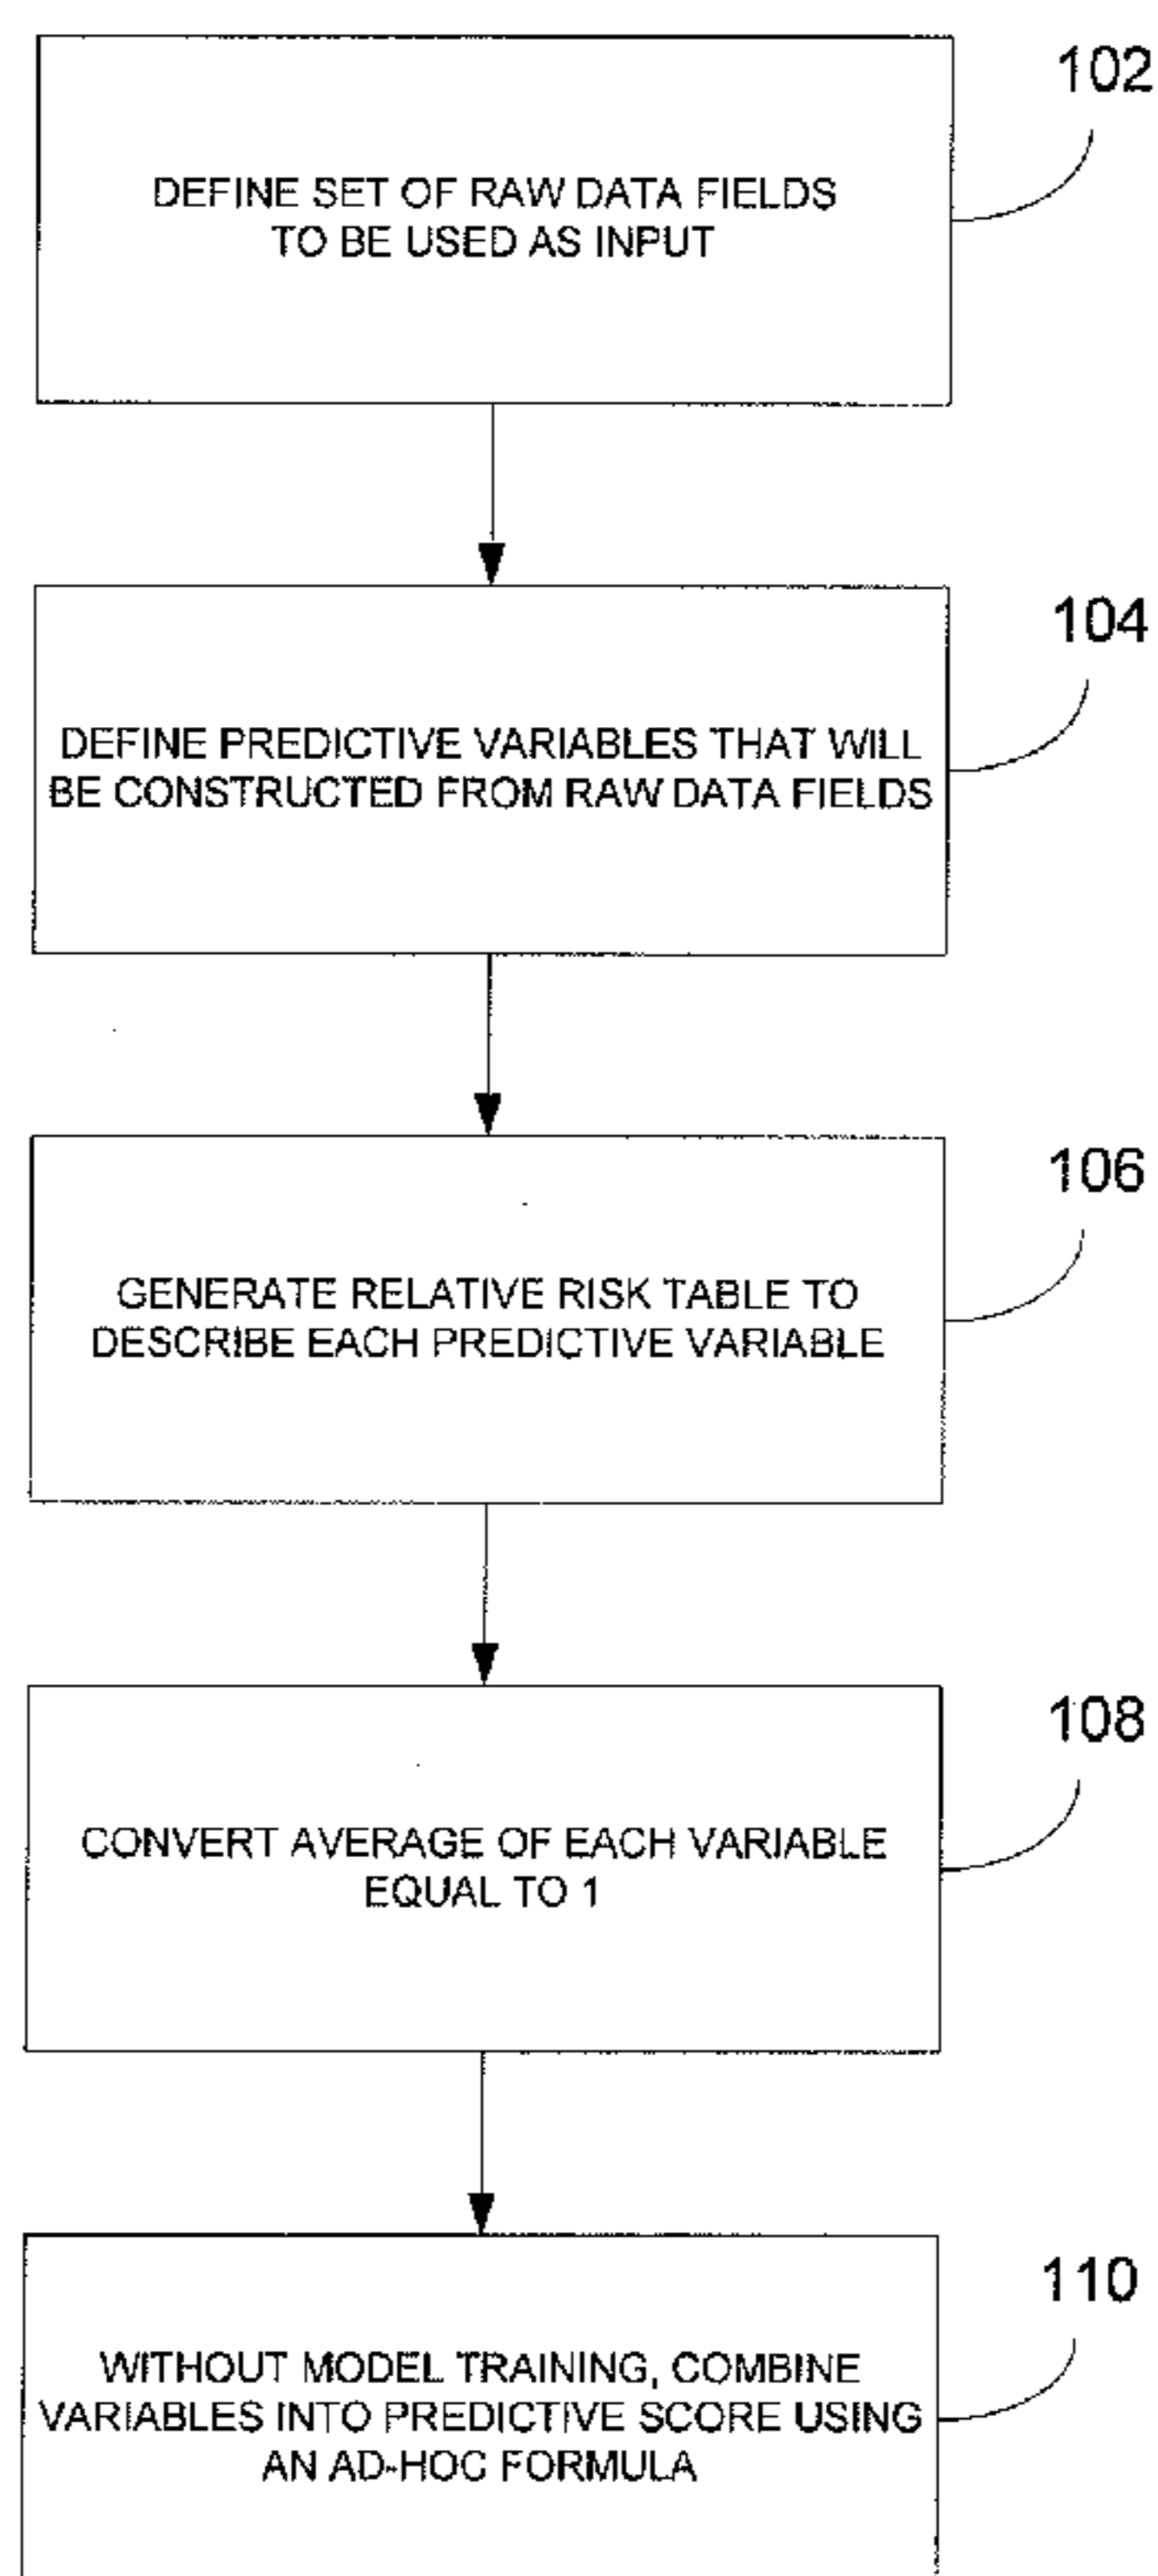 102
DEFINE SET OF RAW DATA FIELDS
TO BE USED AS INPUT
104
DEFINE PREDICTIVE VARIABLES THAT WILL
BE CONSTRUCTED FROM RAW DATA FIELDS
106
GENERATE RELATIVE RISK TABLE TO
DESCRIBE EACH PREDICTIVE VARIABLE
108
CONVERT AVERAGE OF EACH VARIABLE
EQUAL TO 1
110
WITHOUT MODEL TRAINING, COMBINE
VARIABLES INTO PREDICTIVE SCORE USING
AN AD-HOC FORMULA